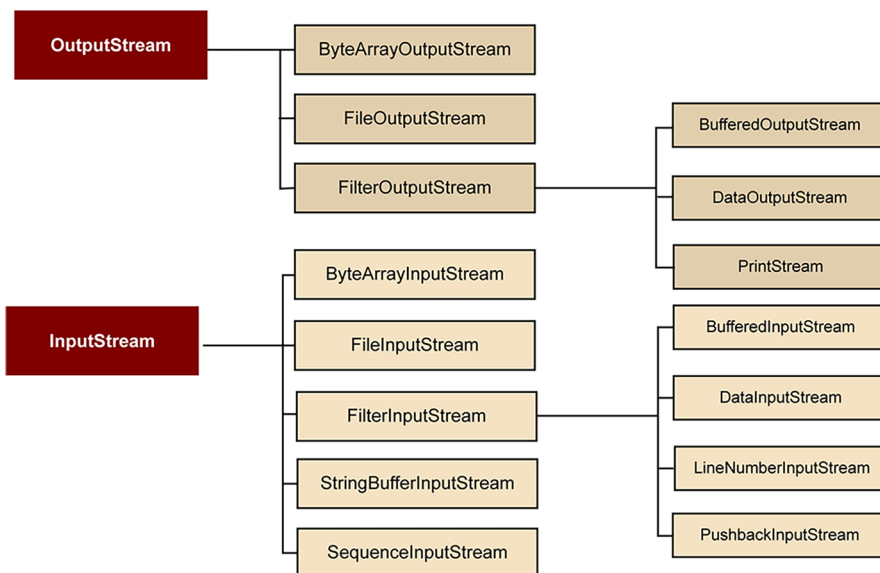 OutputStream
ByteArrayOutputStream
FileOutputStream
FilterOutputStream
BufferedOutputStream
DataOutputStream
PrintStream
InputStream
ByteArrayInputStream
FileInputStream
FilterInputStream
StringBufferInputStream
SequenceInputStream
BufferedInputStream
DataInputStream
LineNumberInputStream
PushbackInputStream